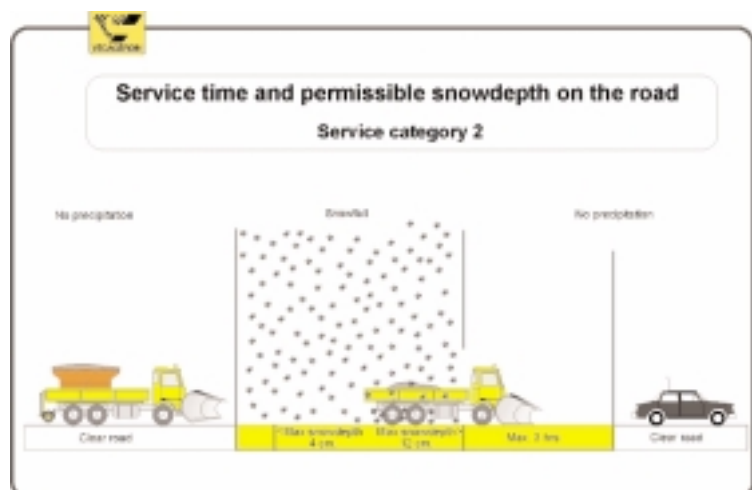 Service time and permissible snowdepth on the road
Service category 2
No precipitation
Snowfall
No precipitation
Clear road
Max snowdepth
4 cm
Max snowdepth
12 cm
Max. 3 hrs
Clear road